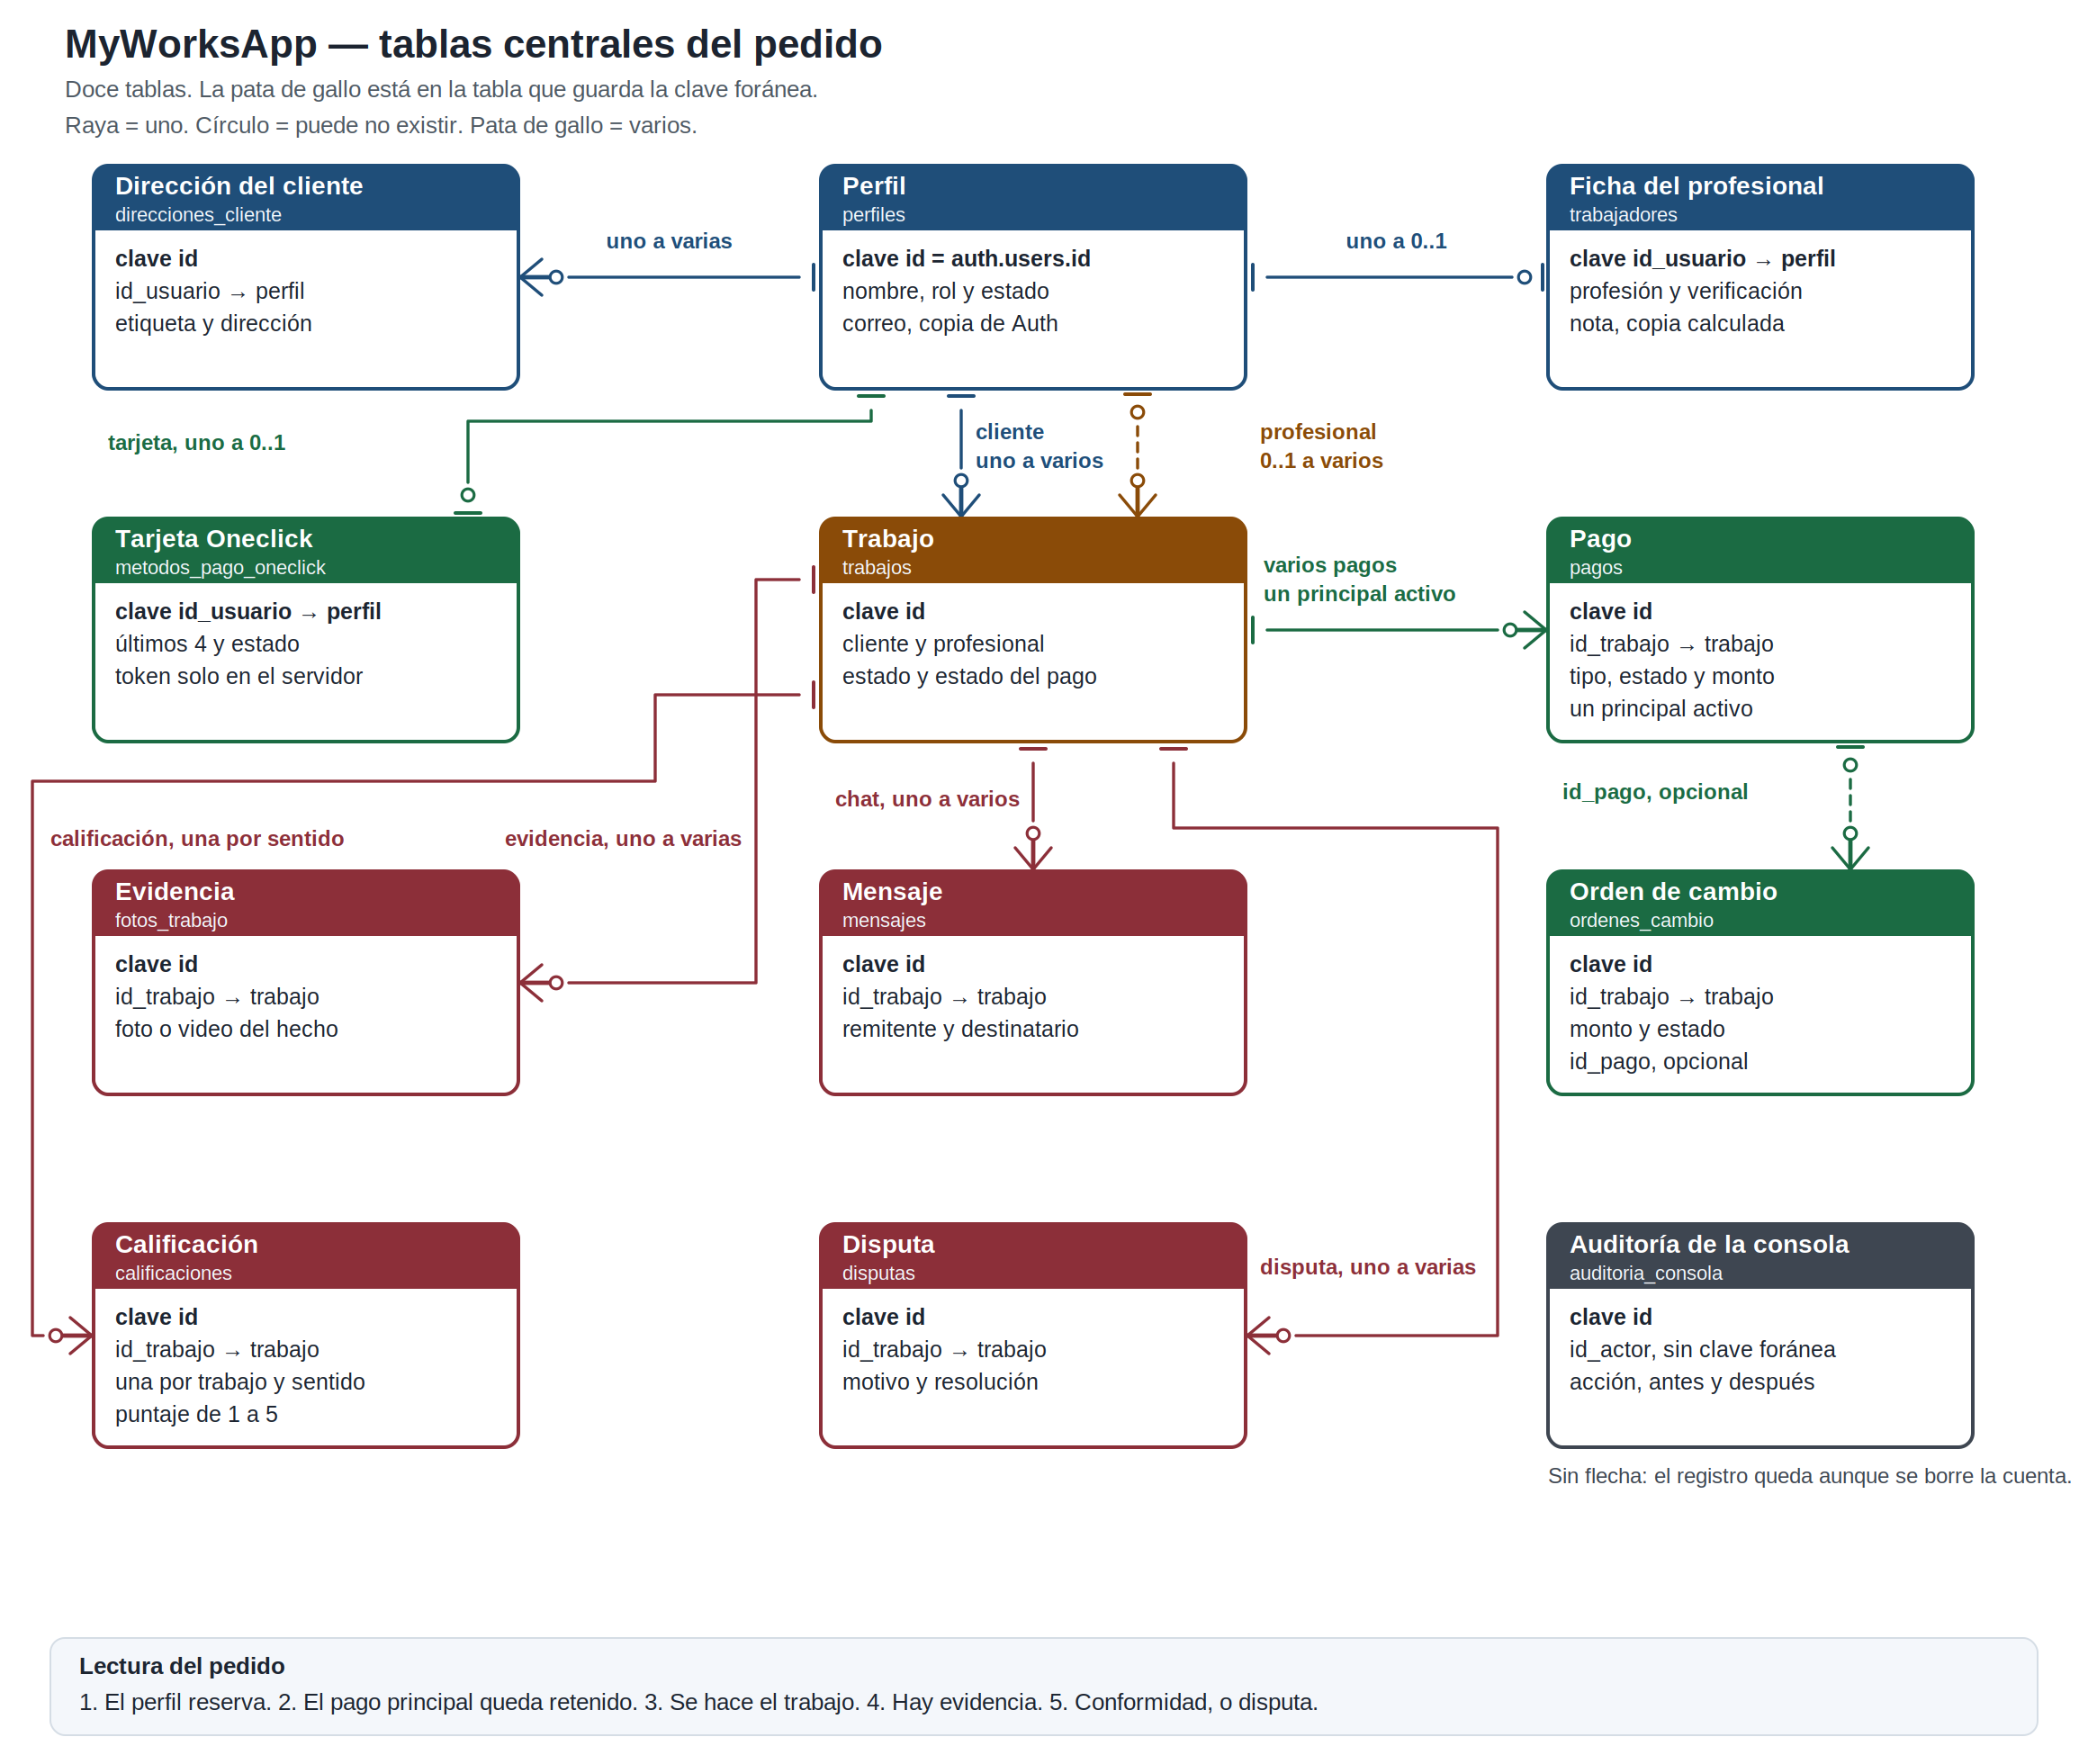 MyWorksApp — tablas centrales del pedido
Doce tablas. La pata de gallo está en la tabla que guarda la clave foránea.
Raya = uno. Círculo = puede no existir. Pata de gallo = varios.
Dirección del cliente
direcciones_cliente
clave id
id_usuario → perfil
etiqueta y dirección
uno a varias
Perfil
perfiles
clave id = auth.users.id
nombre, rol y estado
correo, copia de Auth
uno a 0..1
Ficha del profesional
trabajadores
clave id_usuario → perfil
profesión y verificación
nota, copia calculada
tarjeta, uno a 0..1
cliente
uno a varios
profesional
0..1 a varios
Tarjeta Oneclick
metodos_pago_oneclick
clave id_usuario → perfil
últimos 4 y estado
token solo en el servidor
Trabajo
trabajos
clave id
cliente y profesional
estado y estado del pago
varios pagos
un principal activo
Pago
pagos
clave id
id_trabajo → trabajo
tipo, estado y monto
un principal activo
calificación, una por sentido
evidencia, uno a varias
chat, uno a varios
id_pago, opcional
Evidencia
fotos_trabajo
clave id
id_trabajo → trabajo
foto o video del hecho
Mensaje
mensajes
clave id
id_trabajo → trabajo
remitente y destinatario
Orden de cambio
ordenes_cambio
clave id
id_trabajo → trabajo
monto y estado
id_pago, opcional
Calificación
calificaciones
clave id
id_trabajo → trabajo
una por trabajo y sentido
puntaje de 1 a 5
Disputa
disputas
clave id
id_trabajo → trabajo
motivo y resolución
disputa, uno a varias
Auditoría de la consola
auditoria_consola
clave id
id_actor, sin clave foránea
acción, antes y después
Sin flecha: el registro queda aunque se borre la cuenta.
Lectura del pedido
1. El perfil reserva. 2. El pago principal queda retenido. 3. Se hace el trabajo. 4. Hay evidencia. 5. Conformidad, o disputa.